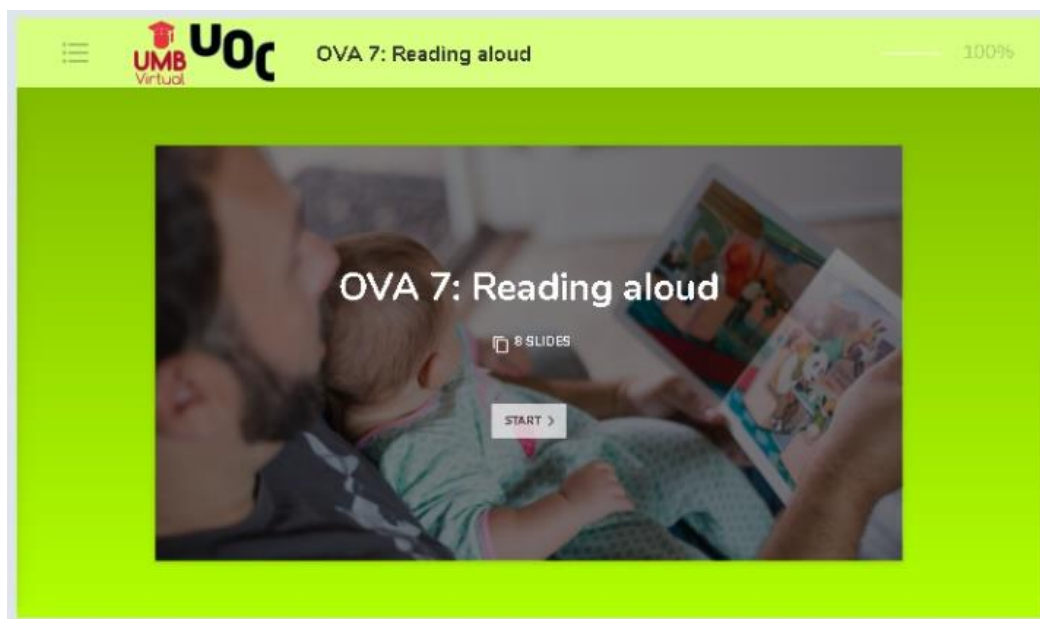 UMB
Virtual
UOC
OVA 7: Reading aloud
100%
OVA 7: Reading aloud
8 SLIDES
START >